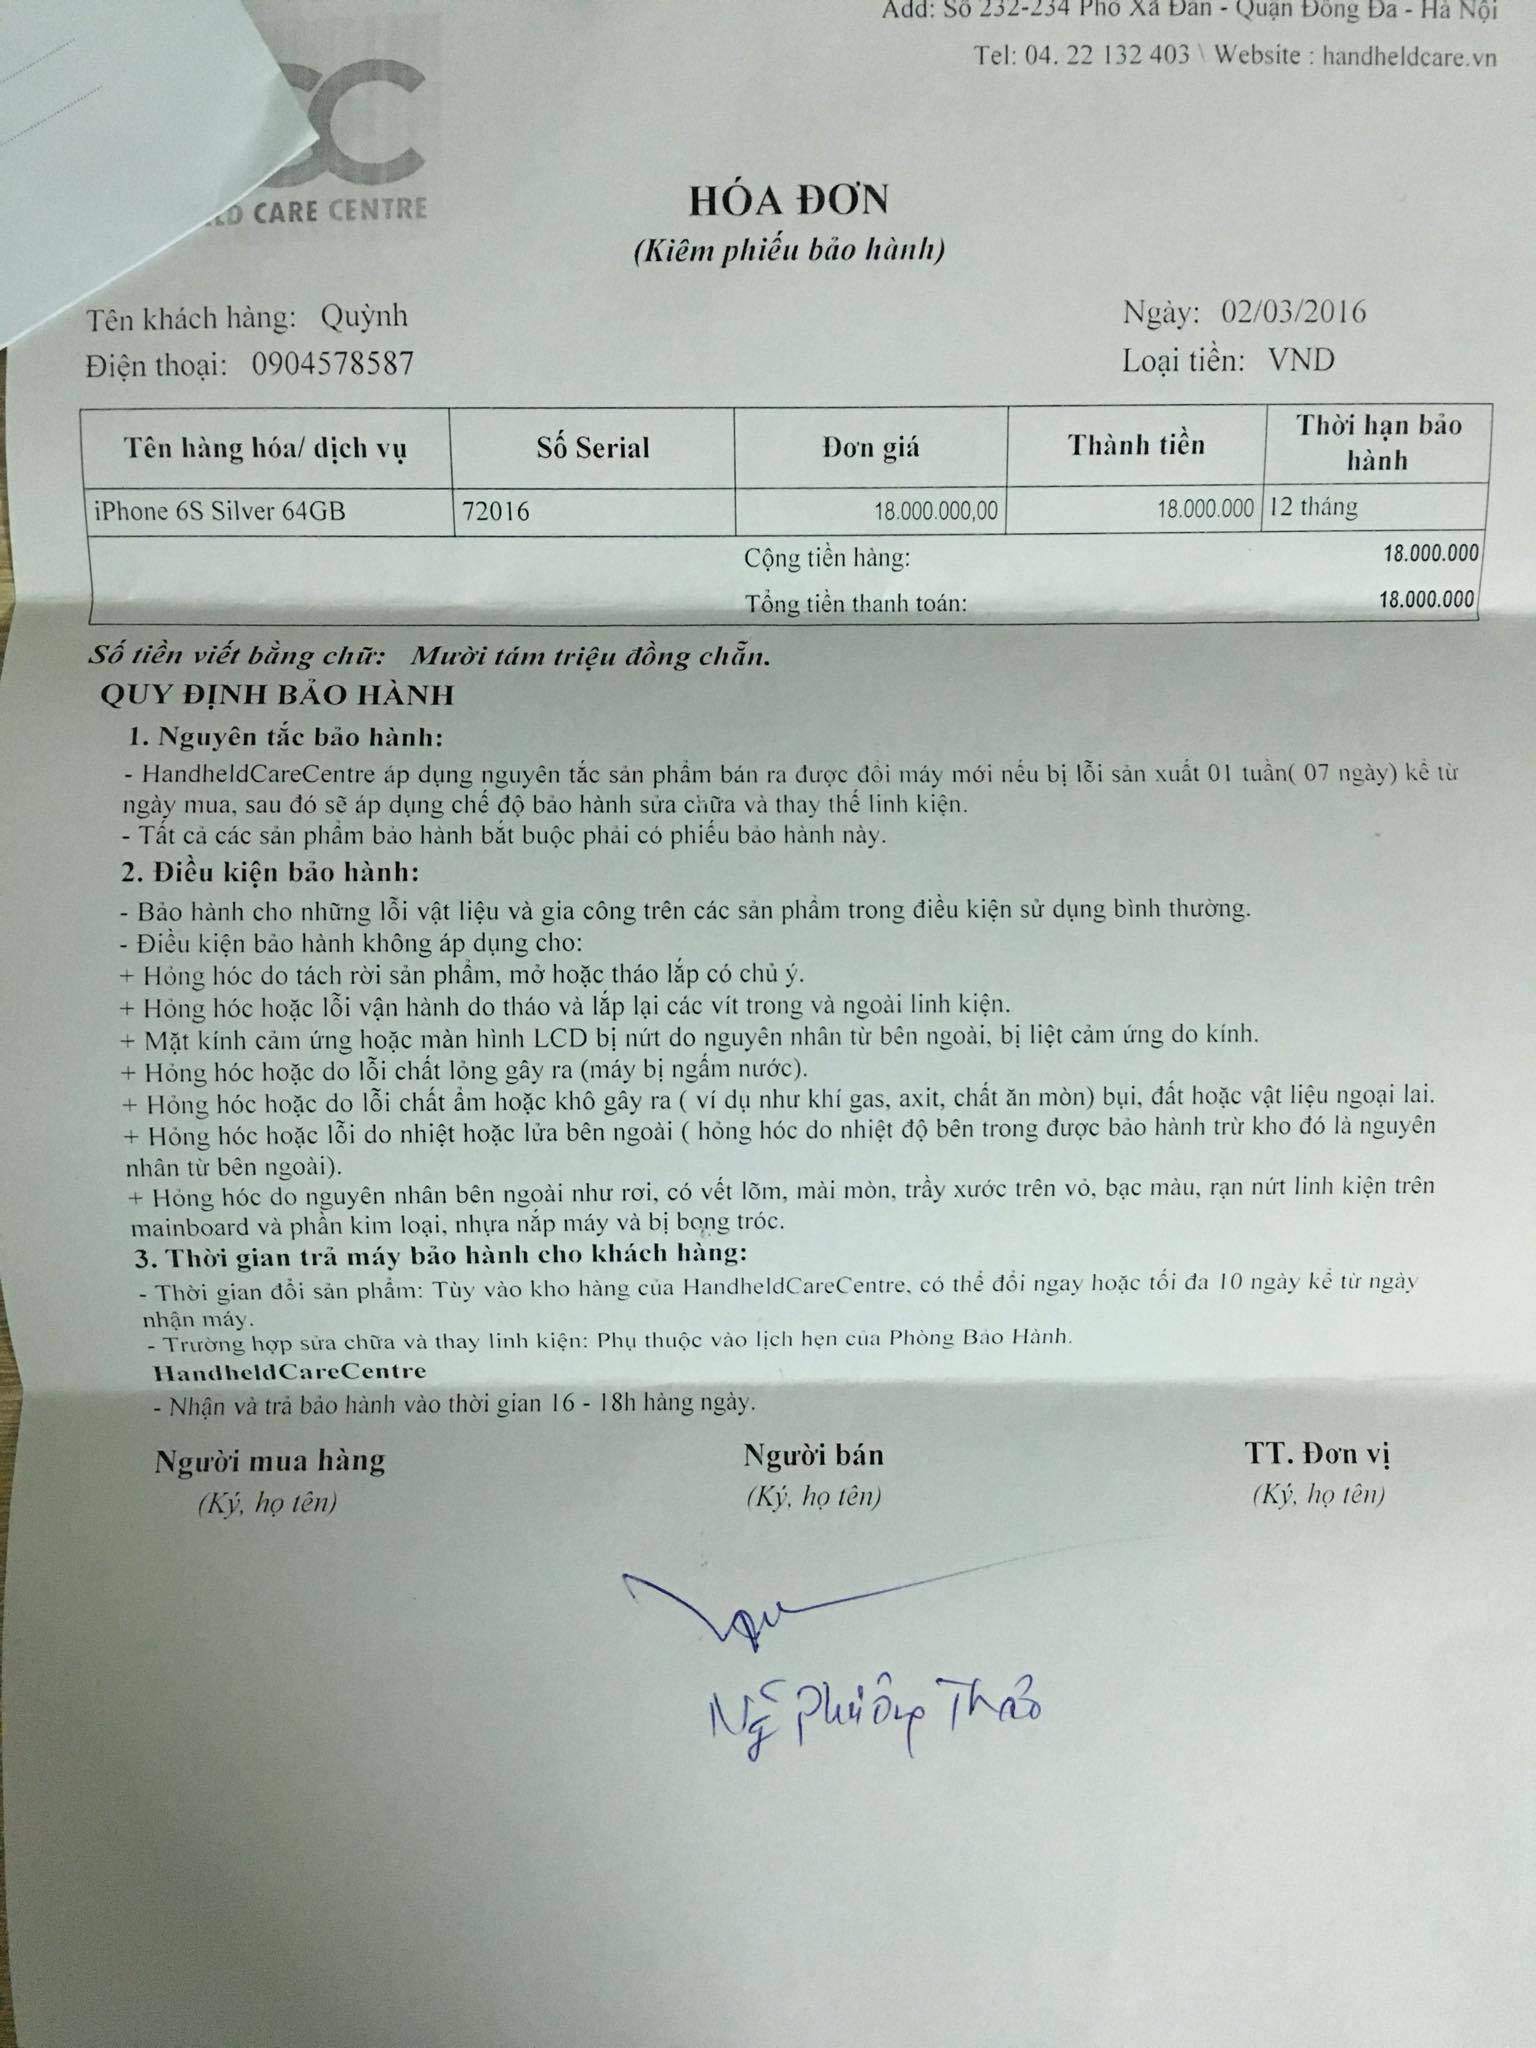 Add: Số 232-234 Phố Xã Đàn - Quận Đống Đa - Hà Nội
Tel: 04. 22 132 403 \ Website : handheldcare.vn
CARE CENTRE
HÓA ĐƠN
(Kiêm phiếu bảo hành)
Tên khách hàng: Quỳnh
Ngày: 02/03/2016
Điện thoại: 0904578587
Loại tiền: VND
Tên hàng hóa/ dịch vụ Số Serial Đơn giá Thành tiền Thời hạn bảo hành
iPhone 6S Silver 64GB 72016 18.000.000,00 18.000.000 12 tháng
Cộng tiền hàng: 18.000.000
Tổng tiền thanh toán: 18.000.000
Số tiền viết bằng chữ: Mười tám triệu đồng chẵn.
QUY ĐỊNH BẢO HÀNH
1. Nguyên tắc bảo hành:
- HandheldCareCentre áp dụng nguyên tắc sản phẩm bán ra được đổi máy mới nếu bị lỗi sản xuất 01 tuần( 07 ngày) kể từ
ngày mua, sau đó sẽ áp dụng chế độ bảo hành sửa chữa và thay thế linh kiện.
- Tất cả các sản phẩm bảo hành bắt buộc phải có phiếu bảo hành này.
2. Điều kiện bảo hành:
- Bảo hành cho những lỗi vật liệu và gia công trên các sản phẩm trong điều kiện sử dụng bình thường.
- Điều kiện bảo hành không áp dụng cho:
+ Hỏng hóc do tách rời sản phẩm, mở hoặc tháo lắp có chủ ý.
+ Hỏng hóc hoặc lỗi vận hành do tháo và lắp lại các vít trong và ngoài linh kiện.
+ Mặt kính cảm ứng hoặc màn hình LCD bị nứt do nguyên nhân từ bên ngoài, bị liệt cảm ứng do kính.
+ Hỏng hóc hoặc do lỗi chất lỏng gây ra (máy bị ngấm nước).
+ Hỏng hóc hoặc do lỗi chất ẩm hoặc khô gây ra ( ví dụ như khí gas, axit, chất ăn mòn) bụi, đất hoặc vật liệu ngoại lai.
+ Hỏng hóc hoặc lỗi do nhiệt hoặc lửa bên ngoài ( hỏng hóc do nhiệt độ bên trong được bảo hành trừ kho đó là nguyên
nhân từ bên ngoài).
+ Hỏng hóc do nguyên nhân bên ngoài như rơi, có vết lõm, mài mòn, trầy xước trên vỏ, bạc màu, rạn nứt linh kiện trên
mainboard và phần kim loại, nhựa nắp máy và bị bong tróc.
3. Thời gian trả máy bảo hành cho khách hàng:
- Thời gian đổi sản phẩm: Tùy vào kho hàng của HandheldCareCentre, có thể đổi ngay hoặc tối đa 10 ngày kể từ ngày
nhận máy.
- Trường hợp sửa chữa và thay linh kiện: Phụ thuộc vào lịch hẹn của Phòng Bảo Hành.
HandheldCareCentre
- Nhận và trả bảo hành vào thời gian 16 - 18h hàng ngày.
Người mua hàng Người bán TT. Đơn vị
(Ký, họ tên) (Ký, họ tên) (Ký, họ tên)
Phương Thảo